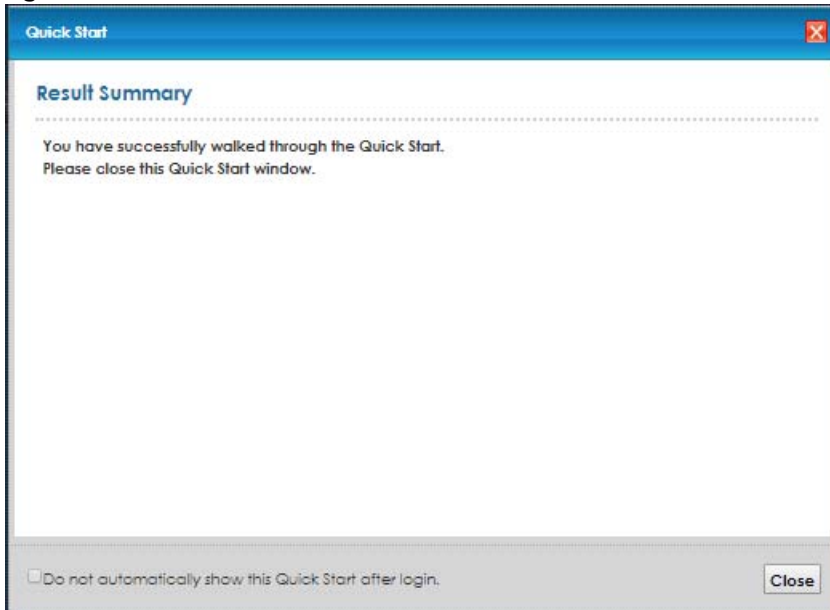 Quick Start
Result Summary
You have successfully walked through the Quick Start.
Please close this Quick Start window.
Do not automatically show this Quick Start after login.
Close